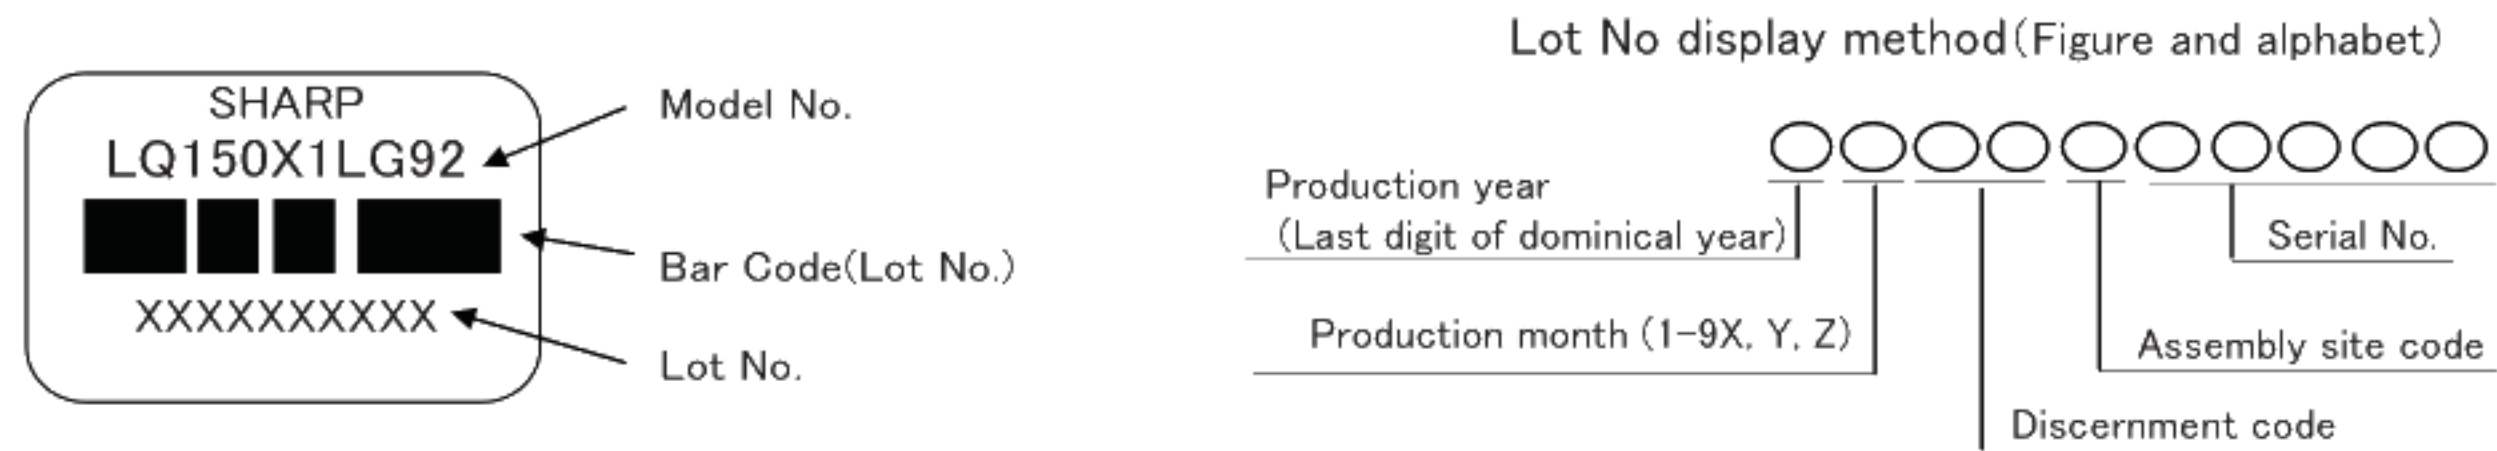 SHARP
LQ150X1LG92
XXXXXXXXXX
Model No.
Bar Code(Lot No.)
Lot No.
Lot No display method(Figure and alphabet)
Production year
(Last digit of dominical year)
Serial No.
Production month (1-9X, Y, Z)
Assembly site code
Discernment code